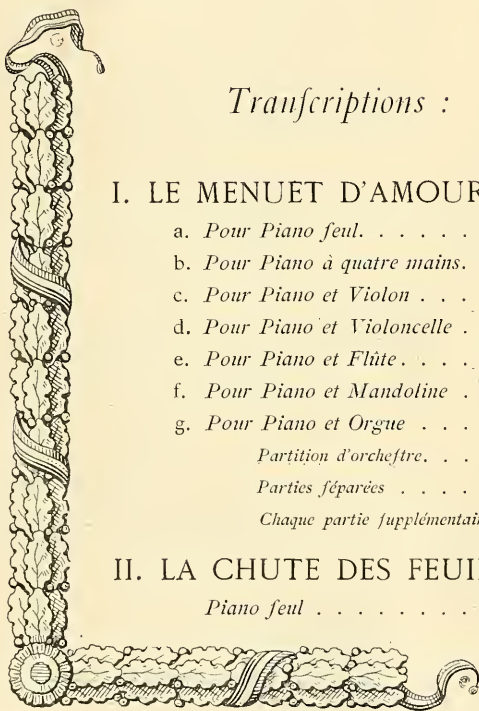 Tranſcriptions :
I. LE MENUET D'AMOUR
a. Pour Piano ſeul. . . . . . .
b. Pour Piano à quatre mains.
c. Pour Piano et Violon . . .
d. Pour Piano et Violoncelle .
e. Pour Piano et Flûte. . . . .
f. Pour Piano et Mandoline .
g. Pour Piano et Orgue . . .
Partition d'orcheſtre. . . .
Parties ſéparées . . . . .
Chaque partie ſupplémentair
II. LA CHUTE DES FEUI
Piano ſeul . . . . . . . .